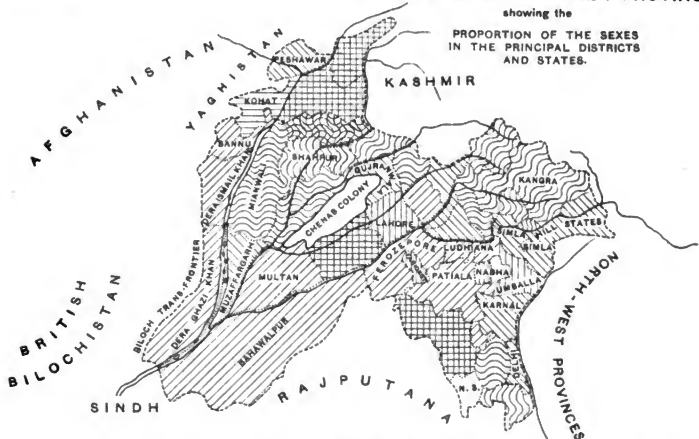 showing the
PROPORTION OF THE SEXES
IN THE PRINCIPAL DISTRICTS
AND STATES.
AFGHANISTAN
YAGHISTAN
PESHAWAR
KASHMIR
KOHAT
BANNU
SHAHPUR
DERA ISMAIL KHAN
MIANWALI
GUJRANWALA
CHENAB COLONY
LAHORE
KANGRA
SIMLA HILL STATES
SIMLA
FEROZEPORE
LUDHIANA
PATIALA
NABHA
UMBALLA
KARNAL
DELHI
MULTAN
MUZAFFARGARH
DERA GHAZI KHAN
BILOCH TRANS-FRONTIER
BAHAWALPUR
BRITISH
BILOCHISTAN
SINDH
RAJPUTANA
N.S.
NORTH-WEST PROVINCES